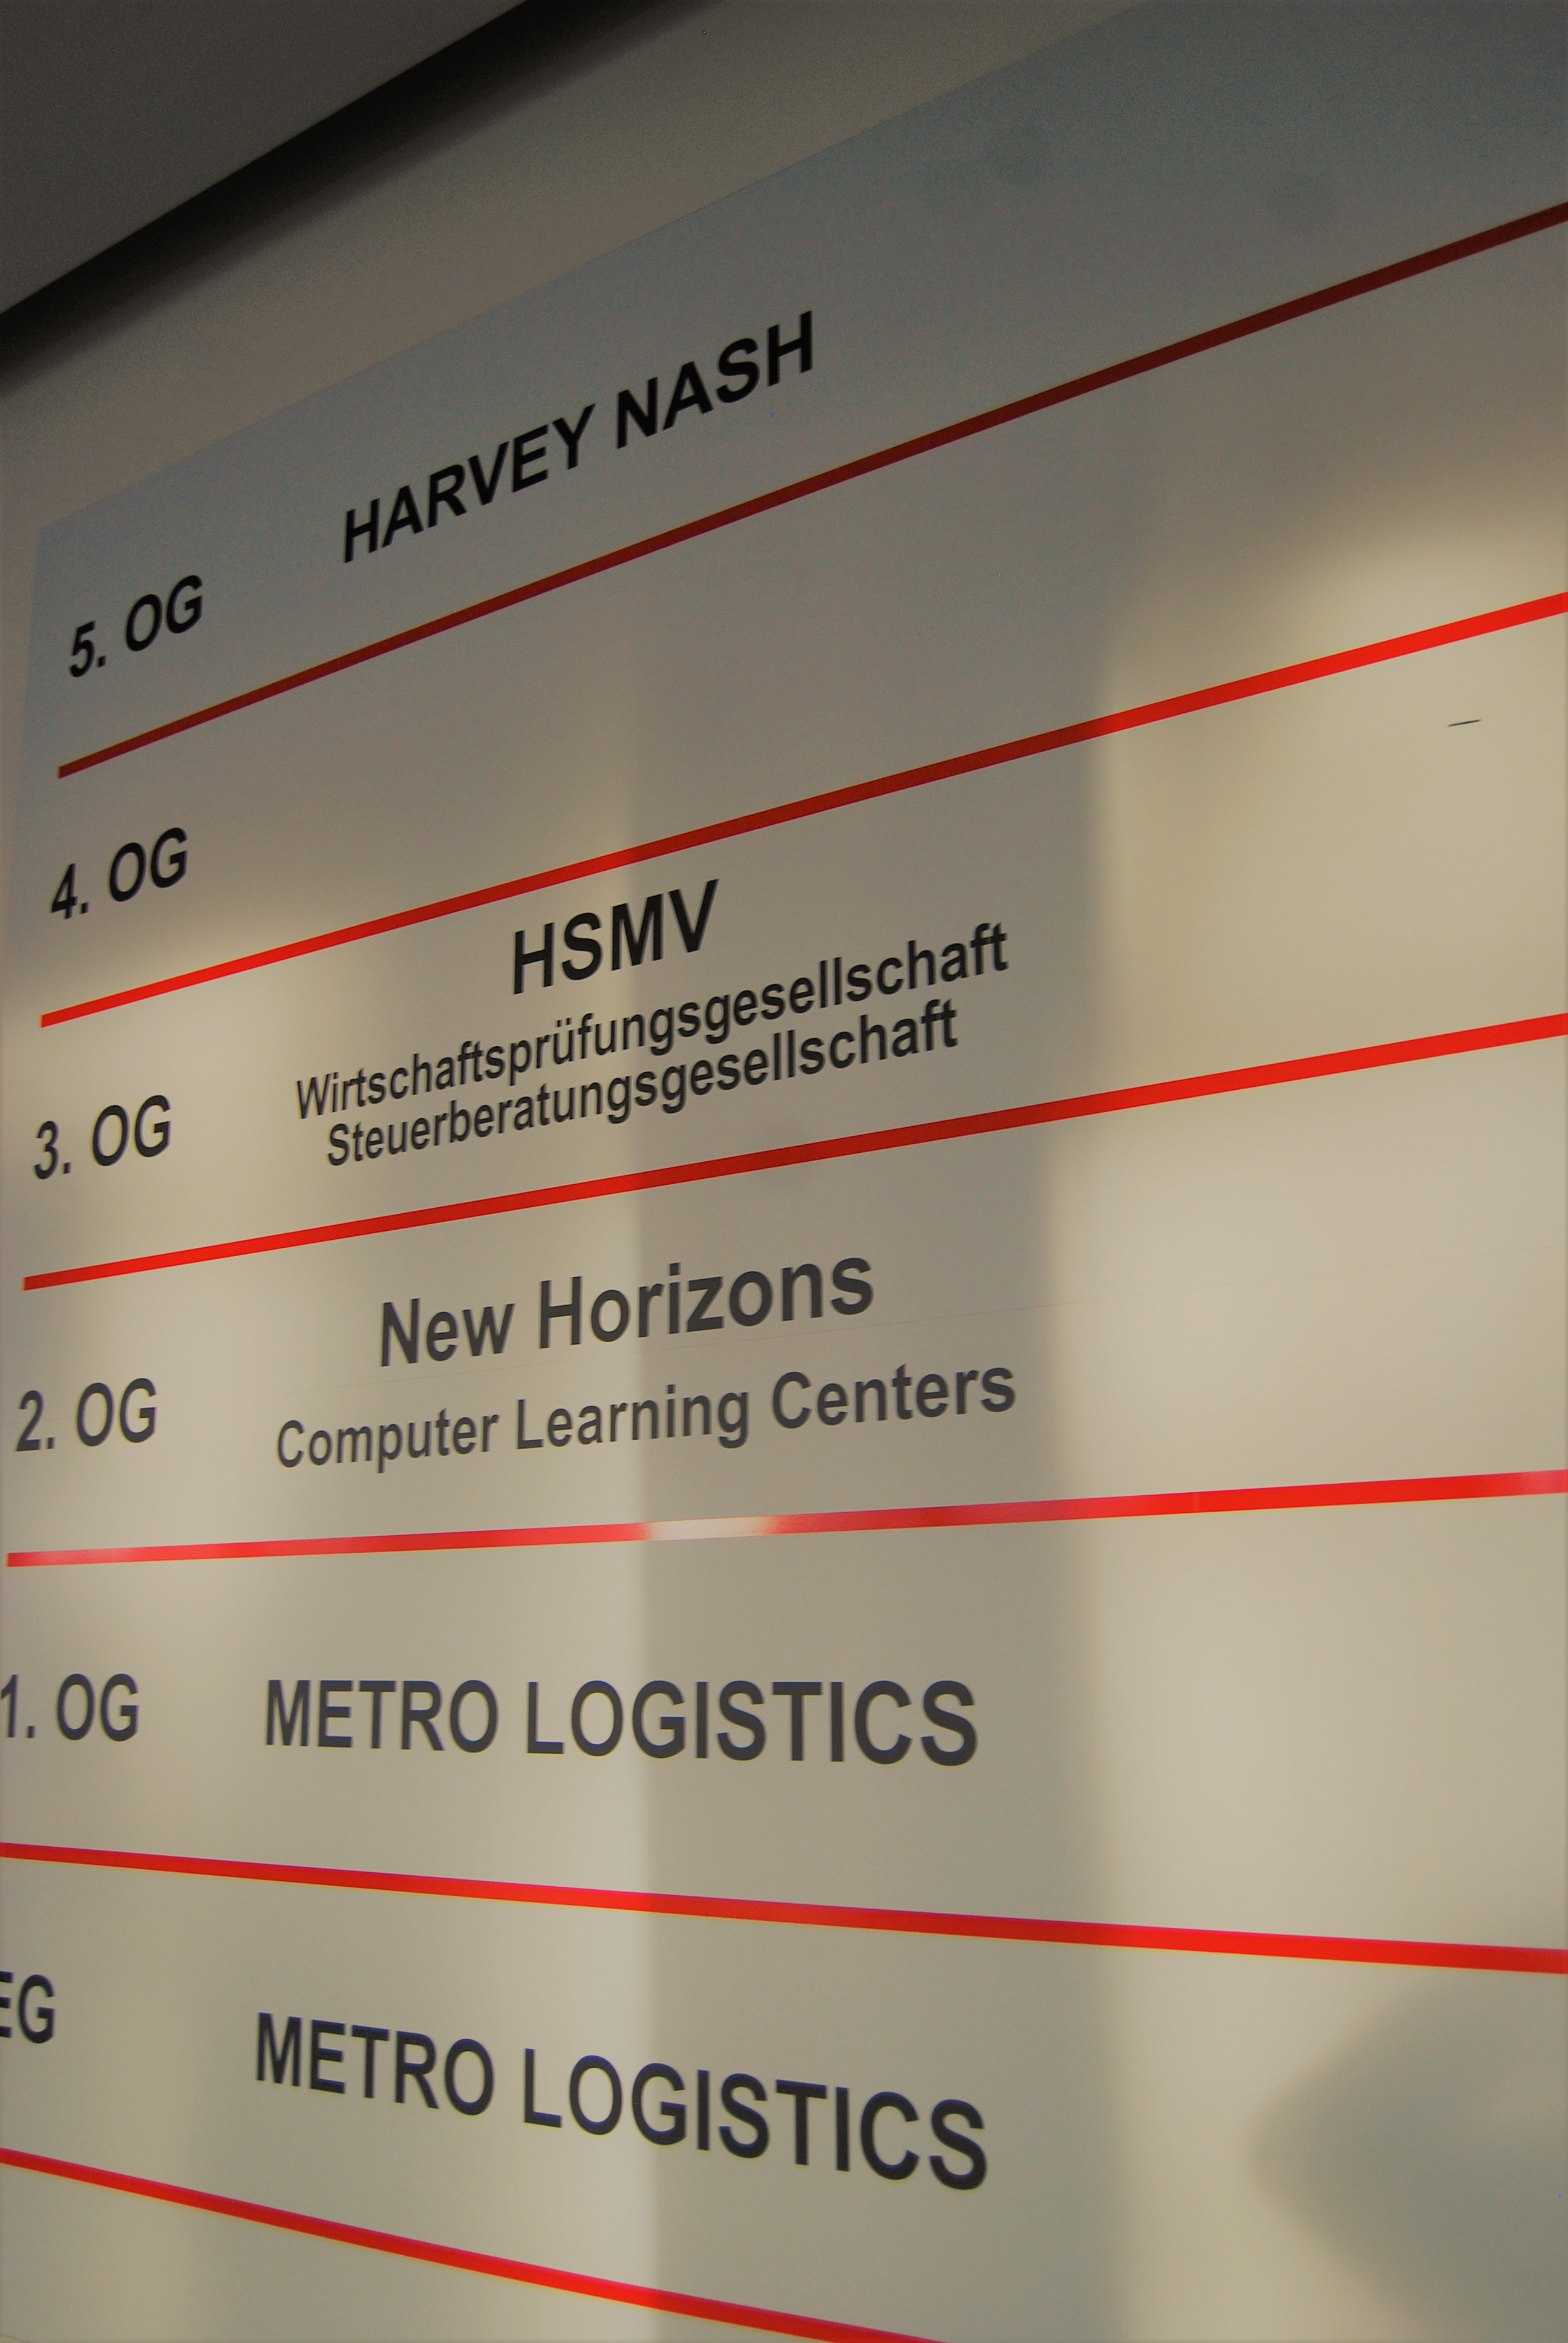 5. OG HARVEY NASH
4. OG
HSMV
Wirtschaftsprüfungsgesellschaft
3. OG Steuerberatungsgesellschaft
New Horizons
2. OG Computer Learning Centers
1. OG METRO LOGISTICS
EG METRO LOGISTICS